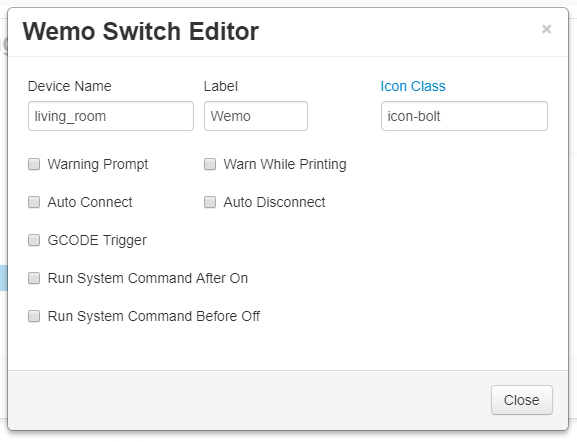 Wemo Switch Editor ×
Device Name Label Icon Class
living_room Wemo icon-bolt
Warning Prompt Warn While Printing
Auto Connect Auto Disconnect
GCODE Trigger
Run System Command After On
Run System Command Before Off
Close